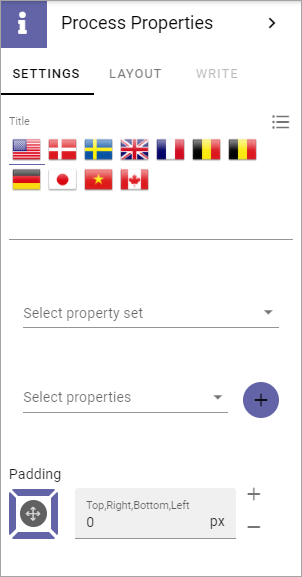 Process Properties
SETTINGS LAYOUT WRITE
Title
Select property set
Select properties
Padding
Top,Right,Bottom,Left
0 px